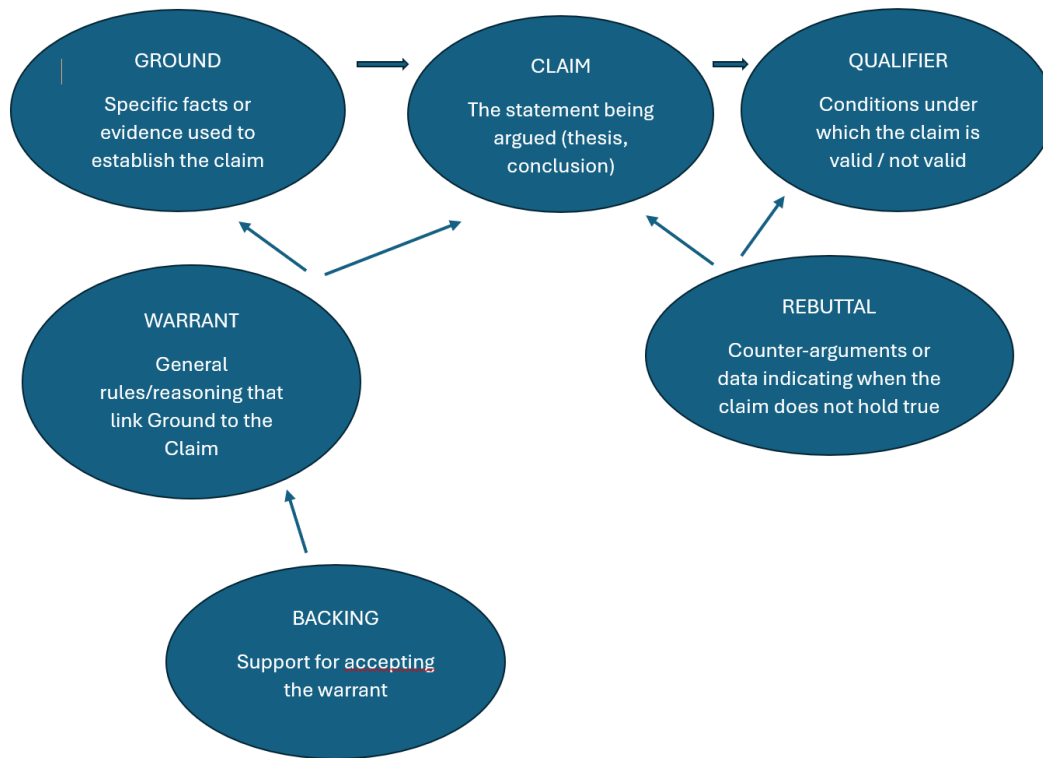 GROUND
Specific facts or
evidence used to
establish the claim
CLAIM
The statement being
argued (thesis,
conclusion)
QUALIFIER
Conditions under
which the claim is
valid / not valid
WARRANT
General
rules/reasoning that
link Ground to the
Claim
REBUTTAL
Counter-arguments or
data indicating when the
claim does not hold true
BACKING
Support for accepting
the warrant